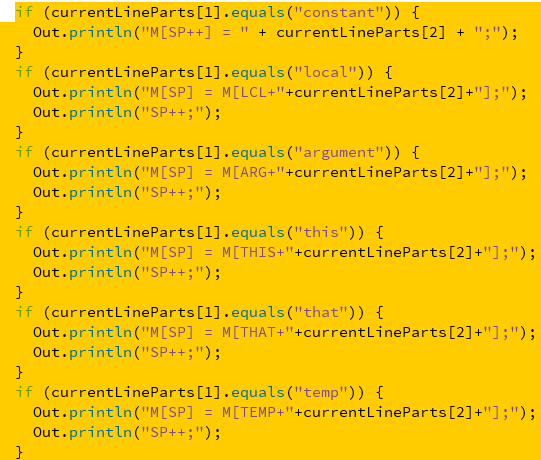 if (currentLineParts[1].equals("constant")) {
  Out.println("M[SP++] = " + currentLineParts[2] + ";");
}
if (currentLineParts[1].equals("local")) {
  Out.println("M[SP] = M[LCL+"+currentLineParts[2]+"];");
  Out.println("SP++;");
}
if (currentLineParts[1].equals("argument")) {
  Out.println("M[SP] = M[ARG+"+currentLineParts[2]+"];");
  Out.println("SP++;");
}
if (currentLineParts[1].equals("this")) {
  Out.println("M[SP] = M[THIS+"+currentLineParts[2]+"];");
  Out.println("SP++;");
}
if (currentLineParts[1].equals("that")) {
  Out.println("M[SP] = M[THAT+"+currentLineParts[2]+"];");
  Out.println("SP++;");
}
if (currentLineParts[1].equals("temp")) {
  Out.println("M[SP] = M[TEMP+"+currentLineParts[2]+"];");
  Out.println("SP++;");
}